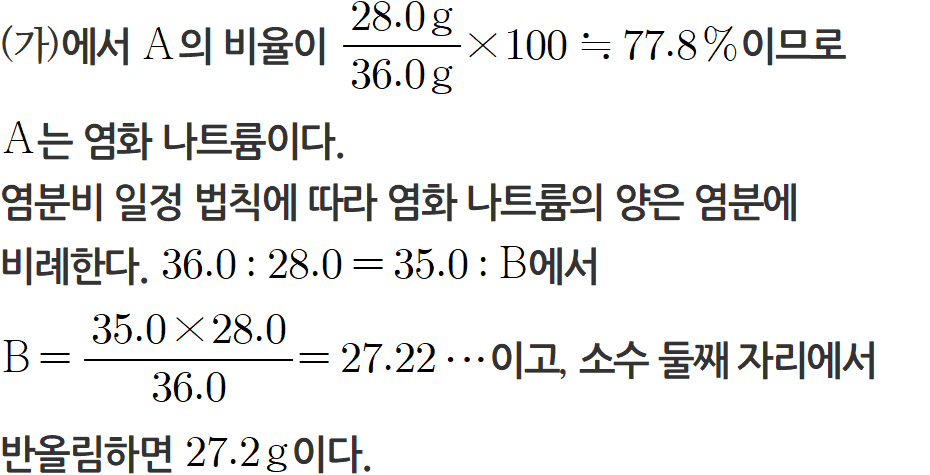 (가)에서 A의 비율이 28.0 g/36.0 g×100≒77.8 %이므로
A는 염화 나트륨이다.
염분비 일정 법칙에 따라 염화 나트륨의 양은 염분에
비례한다. 36.0 : 28.0 = 35.0 : B에서
B = 35.0×28.0/36.0 = 27.22 ⋯이고, 소수 둘째 자리에서
반올림하면 27.2 g이다.